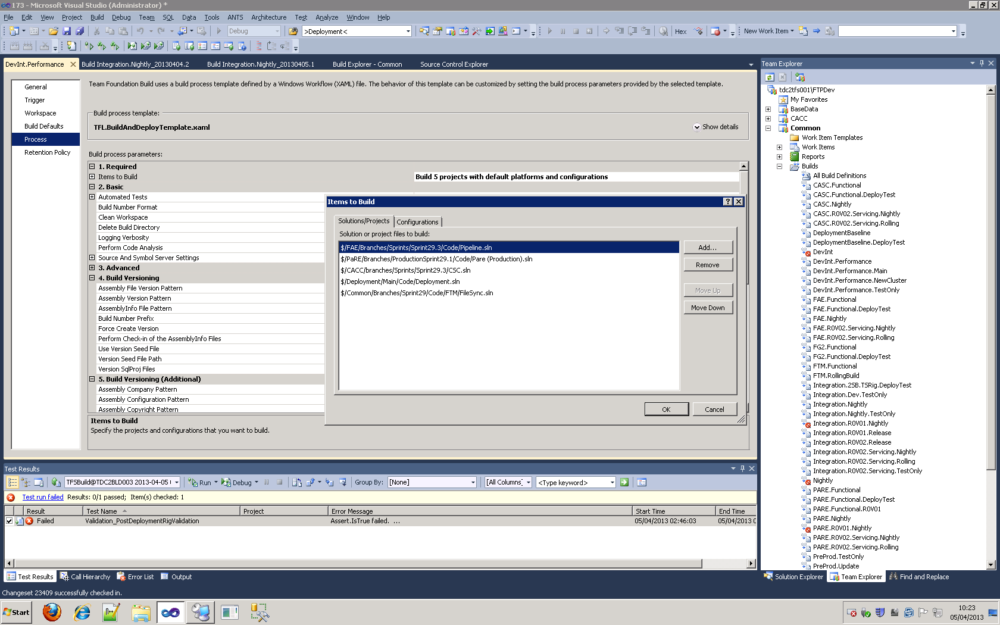 173 - Microsoft Visual Studio (Administrator) *
File Edit View Project Build Debug Team SQL Data Tools ANTS Architecture Test Analyze Window Help
Debug >Deployment< Hex New Work Item
DevInt.Performance Build Integration.Nightly_20130404.2 Build Integration.Nightly_20130405.1 Build Explorer - Common Source Control Explorer
General
Trigger
Workspace
Build Defaults
Process
Retention Policy
Team Foundation Build uses a build process template defined by a Windows Workflow (XAML) file. The behavior of this template can be customized by setting the build process parameters provided by the selected template.
Build process template:
TFL.BuildAndDeployTemplate.xaml
Show details
Build process parameters:
1. Required
Items to Build Build 5 projects with default platforms and configurations
2. Basic
Automated Tests
Build Number Format
Clean Workspace
Delete Build Directory
Logging Verbosity
Perform Code Analysis
Source And Symbol Server Settings
3. Advanced
4. Build Versioning
Assembly File Version Pattern
Assembly Version Pattern
AssemblyInfo File Pattern
Build Number Prefix
Force Create Version
Perform Check-in of the AssemblyInfo Files
Use Version Seed File
Version Seed File Path
Version SqlProj Files
5. Build Versioning (Additional)
Assembly Company Pattern
Assembly Configuration Pattern
Assembly Copyright Pattern
Items to Build
Specify the projects and configurations that you want to build.
Items to Build
Solutions/Projects Configurations
Solution or project files to build:
$/FAE/Branches/Sprints/Sprint29.3/Code/Pipeline.sln
$/PaRE/Branches/ProductionSprint29.1/Code/Pare (Production).sln
$/CACC/branches/Sprints/Sprint29.3/CSC.sln
$/Deployment/Main/Code/Deployment.sln
$/Common/Branches/Sprint29/Code/FTM/FileSync.sln
Add...
Remove
Move Up
Move Down
OK Cancel
Team Explorer
tdc2tfs001\FTPDev
My Favorites
BaseData
CACC
Common
Work Item Templates
Work Items
Reports
Builds
All Build Definitions
CASC.Functional
CASC.Functional.DeployTest
CASC.Nightly
CASC.R0V02.Servicing.Nightly
CASC.R0V02.Servicing.Rolling
DeploymentBaseline
DeploymentBaseline.DeployTest
DevInt
DevInt.Performance
DevInt.Performance.Main
DevInt.Performance.NewCluster
DevInt.Performance.TestOnly
FAE.Functional
FAE.Functional.DeployTest
FAE.Nightly
FAE.R0V02.Servicing.Nightly
FAE.R0V02.Servicing.Rolling
FG2.Functional
FG2.Functional.DeployTest
FTM.Functional
FTM.RollingBuild
Integration.2SB.TSRig.DeployTest
Integration.Dev.TestOnly
Integration.Nightly
Integration.Nightly.TestOnly
Integration.R0V01.Nightly
Integration.R0V01.Release
Integration.R0V02.Release
Integration.R0V02.Servicing.Nightly
Integration.R0V02.Servicing.Rolling
Integration.R0V02.Servicing.TestOnly
Nightly
PARE.Functional
PARE.Functional.DeployTest
PARE.Functional.R0V01
PARE.Nightly
PARE.R0V01.Nightly
PARE.R0V02.Servicing.Nightly
PARE.R0V02.Servicing.Rolling
PreProd.TestOnly
PreProd.Update
Solution Explorer Team Explorer Find and Replace
Test Results
TFSBuild@TDC2BLD003 2013-04-05 Run Debug Group By: [None] [All Columns] <Type keyword>
Test run failed Results: 0/1 passed; Item(s) checked: 1
Result Test Name Project Error Message Start Time End Time
Failed Validation_PostDeploymentRigValidation Assert.IsTrue failed. ... 05/04/2013 02:46:03 05/04/2013
Test Results Call Hierarchy Error List Output
Changeset 23409 successfully checked in.
Start
10:23
05/04/2013